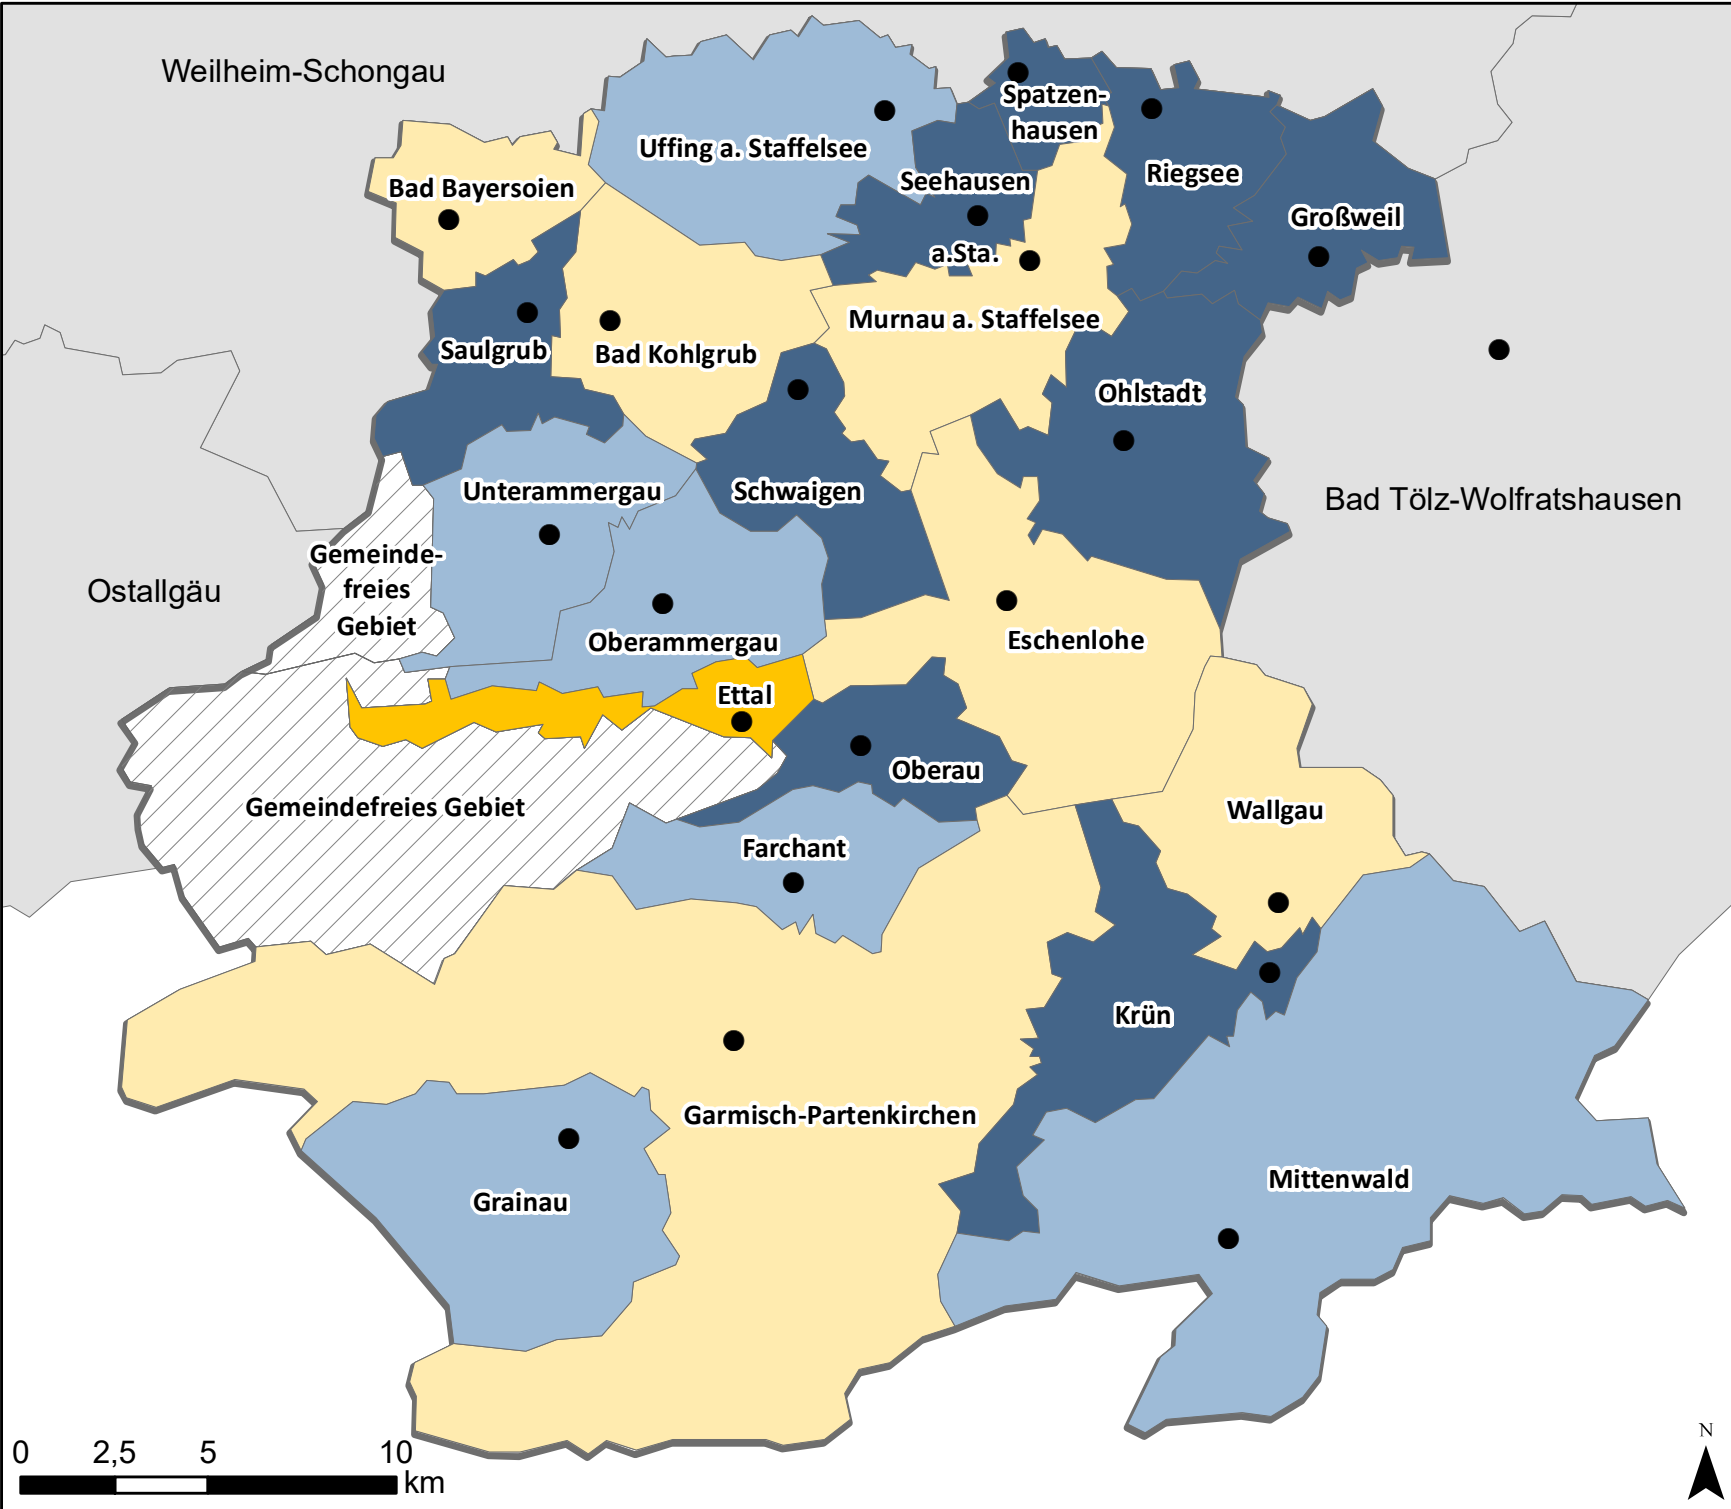 Weilheim-Schongau
Spatzen-
hausen
Uffing a. Staffelsee
Riegsee
Seehausen
a.Sta.
Bad Bayersoien
Großweil
Murnau a. Staffelsee
Saulgrub
Bad Kohlgrub
Ohlstadt
Unterammergau
Schwaigen
Bad Tölz-Wolfratshausen
Gemeinde-
freies
Gebiet
Ostallgäu
Oberammergau
Eschenlohe
Ettal
Oberau
Gemeindefreies Gebiet
Wallgau
Farchant
Krün
Garmisch-Partenkirchen
Mittenwald
Grainau
0 2,5 5 10
km
N